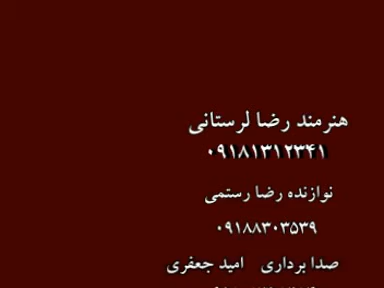 هنرمند رضا لرستانی
۰۹۱۸۱۳۱۲۳۴۱
نوازنده رضا رستمی
۰۹۱۸۸۳۰۳۵۳۹
صدا برداری امید جعفری